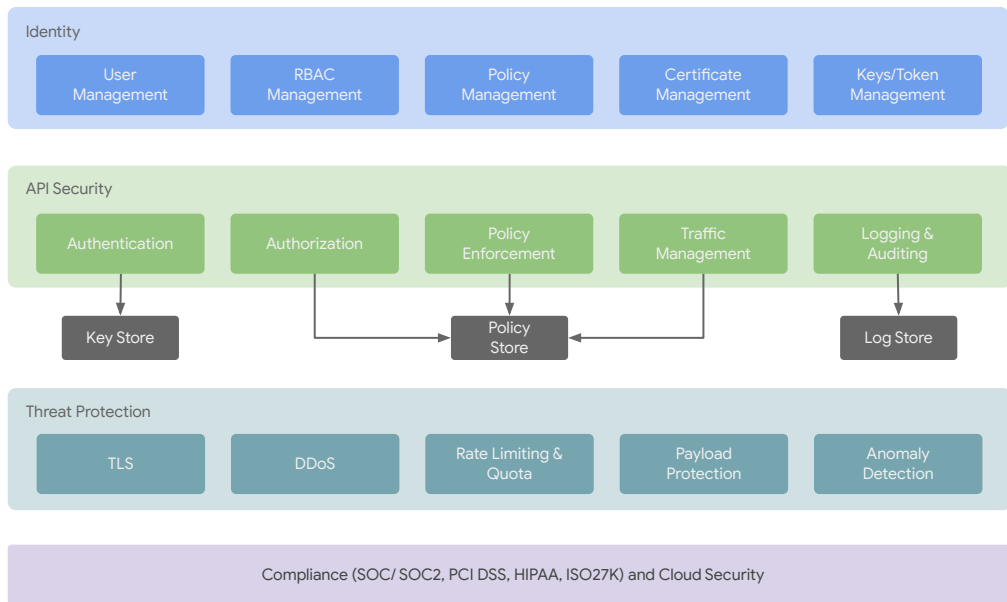 Identity
User
Management
RBAC
Management
Policy
Management
Certificate
Management
Keys/Token
Management
API Security
Authentication
Authorization
Policy
Enforcement
Traffic
Management
Logging &
Auditing
Key Store
Policy
Store
Log Store
Threat Protection
TLS
DDoS
Rate Limiting &
Quota
Payload
Protection
Anomaly
Detection
Compliance (SOC/ SOC2, PCI DSS, HIPAA, ISO27K) and Cloud Security